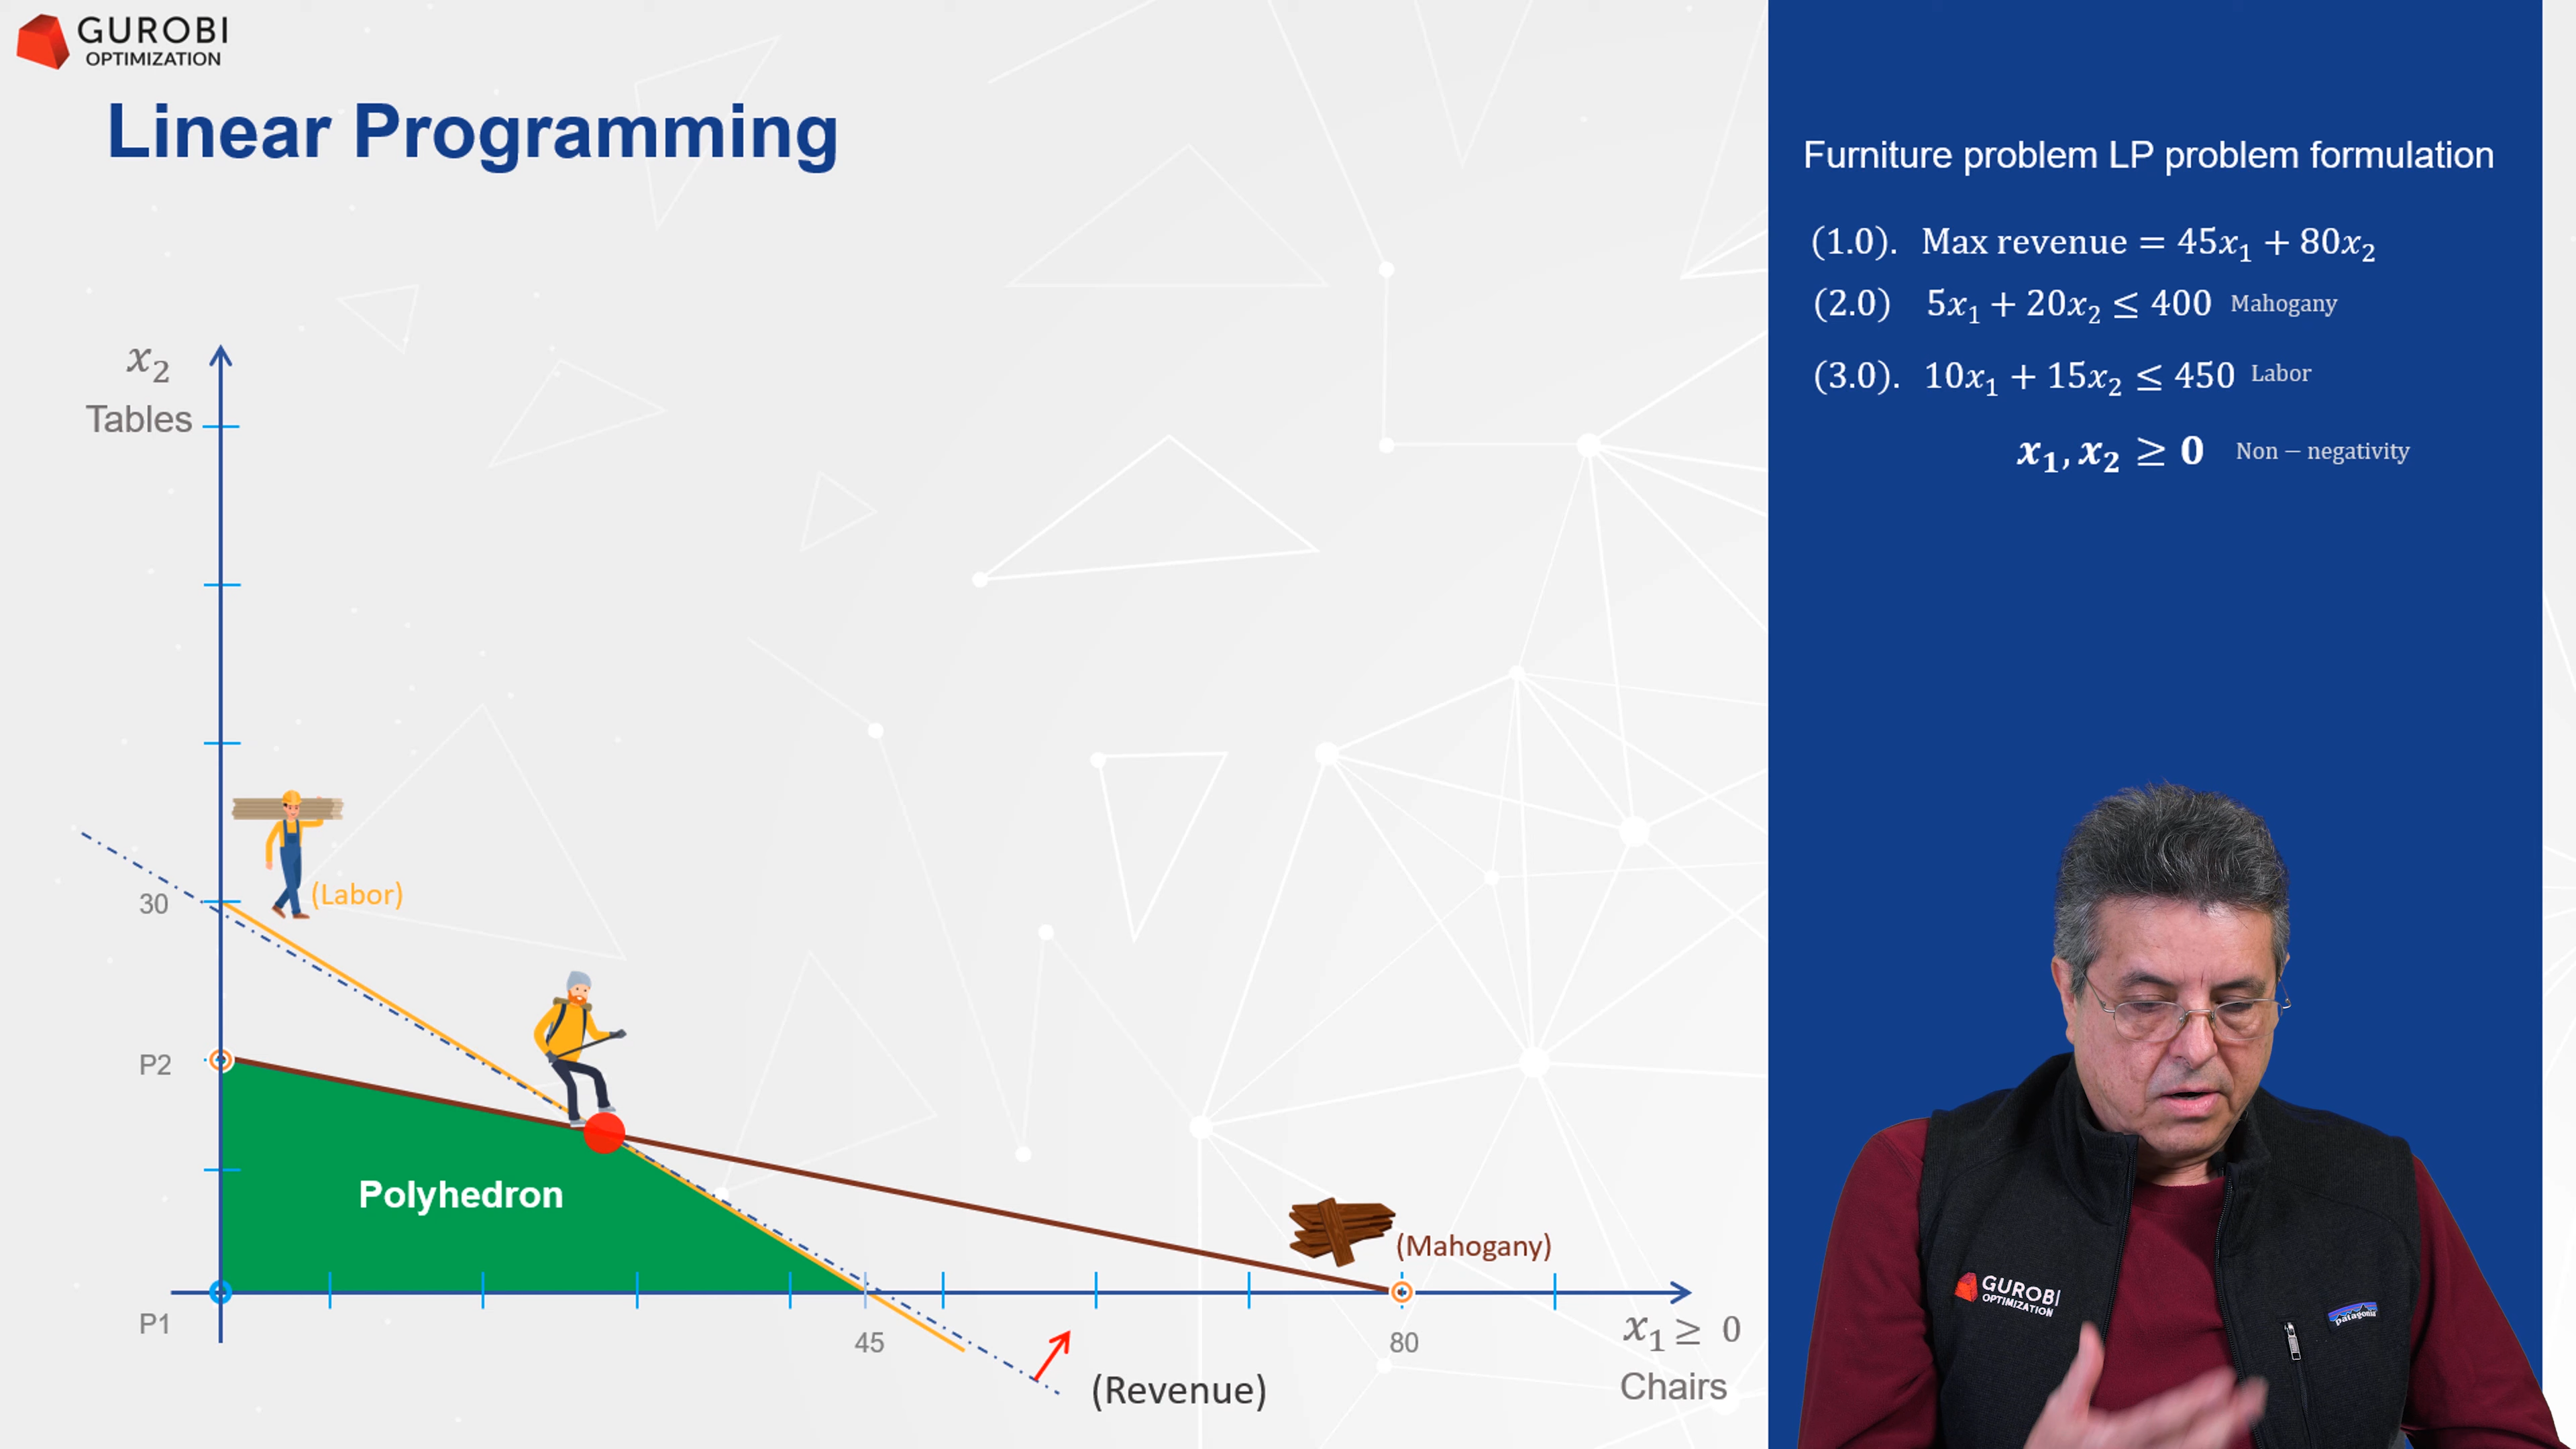 GUROBI
OPTIMIZATION
Linear Programming
x₂
Tables
30
P2
P1
(Labor)
Polyhedron
(Mahogany)
45
80
x₁ ≥ 0
Chairs
(Revenue)
Furniture problem LP problem formulation
(1.0). Max revenue = 45x₁ + 80x₂
(2.0) 5x₁ + 20x₂ ≤ 400 Mahogany
(3.0). 10x₁ + 15x₂ ≤ 450 Labor
x₁, x₂ ≥ 0 Non − negativity
GUROBI
OPTIMIZATION
patagonia